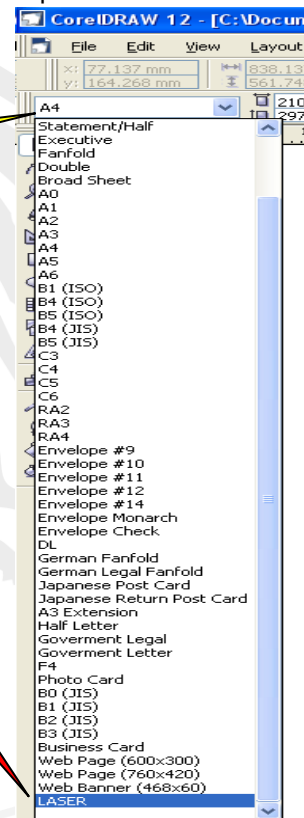 CorelDRAW 12 - [C:\Docum
File Edit View Layout
x: 77.137 mm 838.13
y: 164.268 mm 561.74
A4 210
297
Statement/Half
Executive
Fanfold
Double
Broad Sheet
A0
A1
A2
A3
A4
A5
A6
B1 (ISO)
B4 (ISO)
B5 (ISO)
B4 (JIS)
B5 (JIS)
C3
C4
C5
C6
RA2
RA3
RA4
Envelope #9
Envelope #10
Envelope #11
Envelope #12
Envelope #14
Envelope Monarch
Envelope Check
DL
German Fanfold
German Legal Fanfold
Japanese Post Card
Japanese Return Post Card
A3 Extension
Half Letter
Goverment Legal
Goverment Letter
F4
Photo Card
B0 (JIS)
B1 (JIS)
B2 (JIS)
B3 (JIS)
Business Card
Web Page (600x300)
Web Page (760x420)
Web Banner (468x60)
LASER